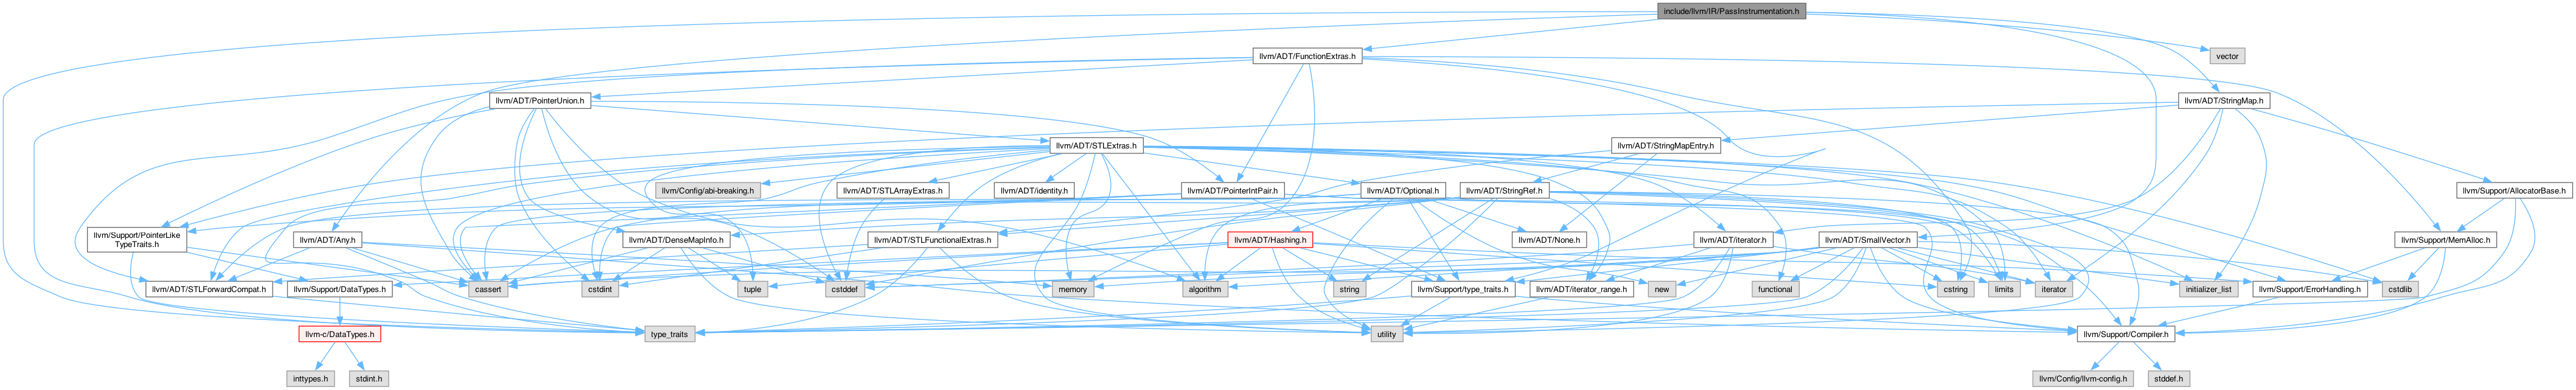 include/llvm/IR/PassInstrumentation.h
llvm/ADT/FunctionExtras.h
vector
llvm/ADT/PointerUnion.h
llvm/ADT/StringMap.h
llvm/ADT/STLExtras.h
llvm/ADT/StringMapEntry.h
llvm/Config/abi-breaking.h
llvm/ADT/STLArrayExtras.h
llvm/ADT/identity.h
llvm/ADT/PointerIntPair.h
llvm/ADT/Optional.h
llvm/ADT/StringRef.h
llvm/Support/AllocatorBase.h
llvm/Support/PointerLike
TypeTraits.h
llvm/ADT/Any.h
llvm/ADT/DenseMapInfo.h
llvm/ADT/STLFunctionalExtras.h
llvm/ADT/Hashing.h
llvm/ADT/None.h
llvm/ADT/iterator.h
llvm/ADT/SmallVector.h
llvm/Support/MemAlloc.h
llvm/ADT/STLForwardCompat.h
llvm/Support/DataTypes.h
cassert
cstdint
tuple
cstddef
memory
algorithm
string
llvm/Support/type_traits.h
llvm/ADT/iterator_range.h
new
functional
cstring
limits
iterator
initializer_list
llvm/Support/ErrorHandling.h
cstdlib
llvm-c/DataTypes.h
type_traits
utility
llvm/Support/Compiler.h
inttypes.h
stdint.h
llvm/Config/llvm-config.h
stddef.h